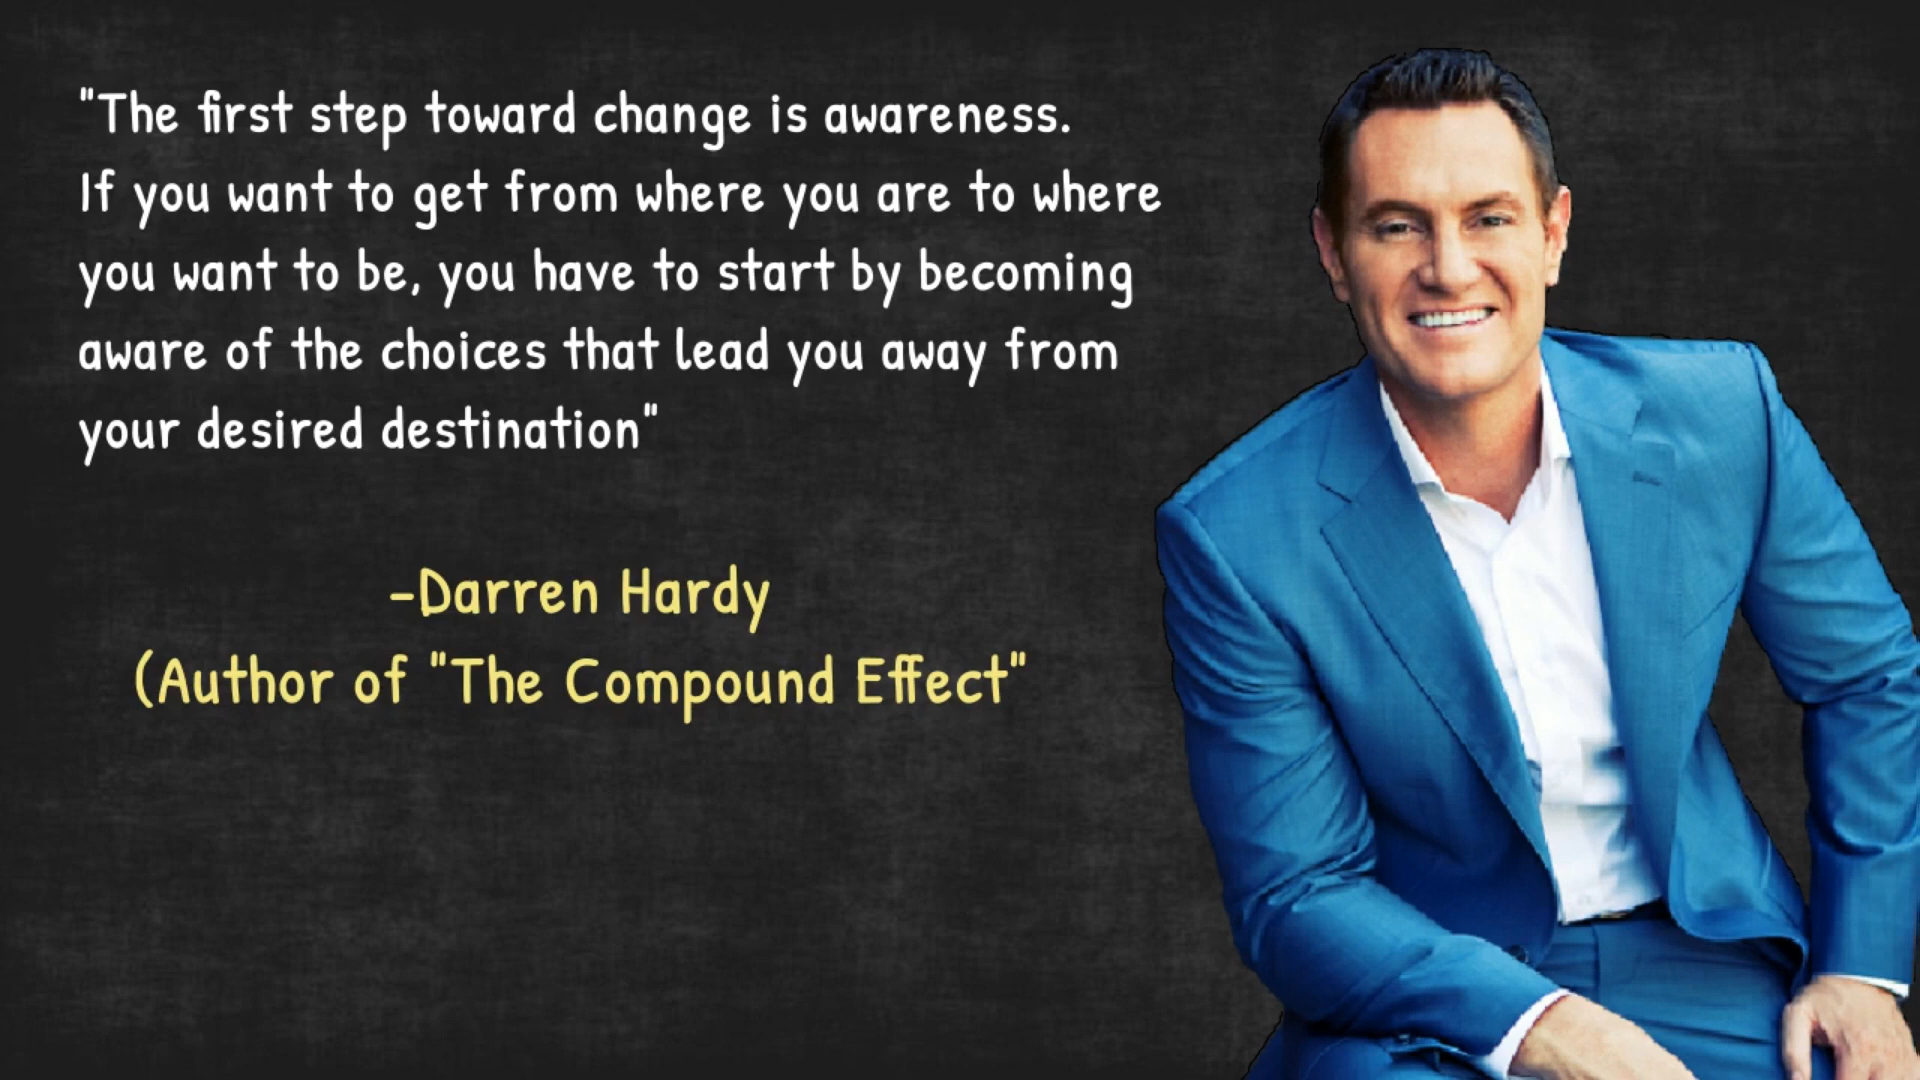 "The first step toward change is awareness.
If you want to get from where you are to where
you want to be, you have to start by becoming
aware of the choices that lead you away from
your desired destination"
-Darren Hardy
(Author of "The Compound Effect"